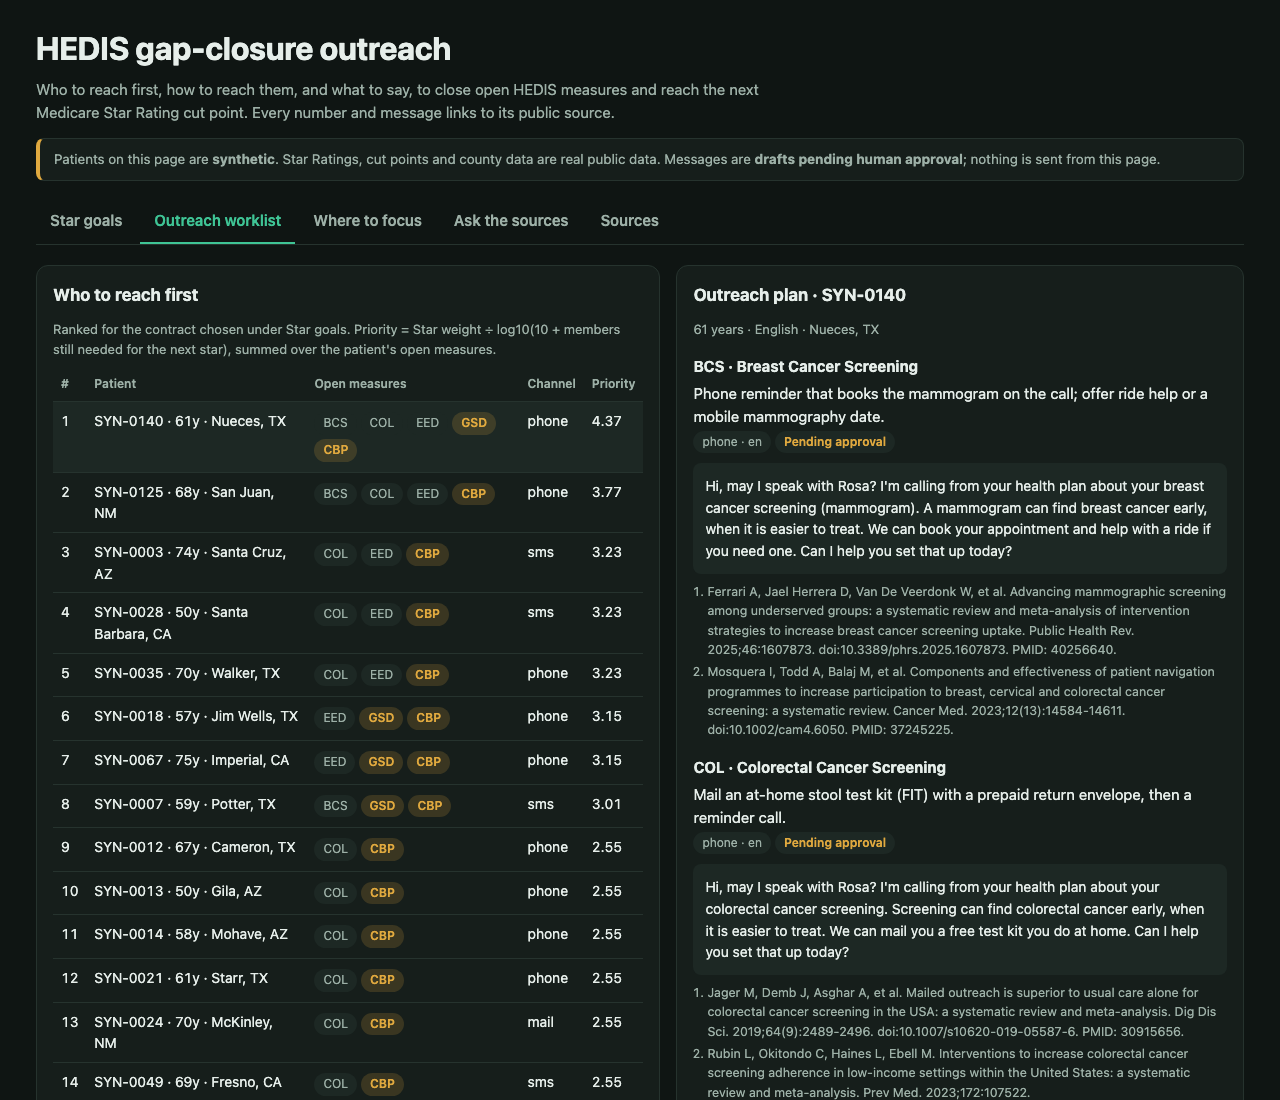 HEDIS gap-closure outreach
Who to reach first, how to reach them, and what to say, to close open HEDIS measures and reach the next
Medicare Star Rating cut point. Every number and message links to its public source.
Patients on this page are synthetic. Star Ratings, cut points and county data are real public data. Messages are drafts pending human approval; nothing is sent from this page.
Star goals Outreach worklist Where to focus Ask the sources Sources
Who to reach first
Ranked for the contract chosen under Star goals. Priority = Star weight ÷ log10(10 + members
still needed for the next star), summed over the patient's open measures.
# Patient Open measures Channel Priority
1 SYN-0140 · 61y · Nueces, TX BCS COL EED GSD phone 4.37
CBP
2 SYN-0125 · 68y · San Juan, BCS COL EED CBP phone 3.77
NM
3 SYN-0003 · 74y · Santa Cruz, COL EED CBP sms 3.23
AZ
4 SYN-0028 · 50y · Santa COL EED CBP sms 3.23
Barbara, CA
5 SYN-0035 · 70y · Walker, TX COL EED CBP phone 3.23
6 SYN-0018 · 57y · Jim Wells, TX EED GSD CBP phone 3.15
7 SYN-0067 · 75y · Imperial, CA EED GSD CBP phone 3.15
8 SYN-0007 · 59y · Potter, TX BCS GSD CBP sms 3.01
9 SYN-0012 · 67y · Cameron, TX COL CBP phone 2.55
10 SYN-0013 · 50y · Gila, AZ COL CBP phone 2.55
11 SYN-0014 · 58y · Mohave, AZ COL CBP phone 2.55
12 SYN-0021 · 61y · Starr, TX COL CBP phone 2.55
13 SYN-0024 · 70y · McKinley, COL CBP mail 2.55
NM
14 SYN-0049 · 69y · Fresno, CA COL CBP sms 2.55
Outreach plan · SYN-0140
61 years · English · Nueces, TX
BCS · Breast Cancer Screening
Phone reminder that books the mammogram on the call; offer ride help or a
mobile mammography date.
phone · en Pending approval
Hi, may I speak with Rosa? I'm calling from your health plan about your breast
cancer screening (mammogram). A mammogram can find breast cancer early,
when it is easier to treat. We can book your appointment and help with a ride if
you need one. Can I help you set that up today?
1. Ferrari A, Jael Herrera D, Van De Veerdonk W, et al. Advancing mammographic screening
among underserved groups: a systematic review and meta-analysis of intervention
strategies to increase breast cancer screening uptake. Public Health Rev.
2025;46:1607873. doi:10.3389/phrs.2025.1607873. PMID: 40256640.
2. Mosquera I, Todd A, Balaj M, et al. Components and effectiveness of patient navigation
programmes to increase participation to breast, cervical and colorectal cancer
screening: a systematic review. Cancer Med. 2023;12(13):14584-14611.
doi:10.1002/cam4.6050. PMID: 37245225.
COL · Colorectal Cancer Screening
Mail an at-home stool test kit (FIT) with a prepaid return envelope, then a
reminder call.
phone · en Pending approval
Hi, may I speak with Rosa? I'm calling from your health plan about your
colorectal cancer screening. Screening can find colorectal cancer early, when
it is easier to treat. We can mail you a free test kit you do at home. Can I help
you set that up today?
1. Jager M, Demb J, Asghar A, et al. Mailed outreach is superior to usual care alone for
colorectal cancer screening in the USA: a systematic review and meta-analysis. Dig Dis
Sci. 2019;64(9):2489-2496. doi:10.1007/s10620-019-05587-6. PMID: 30915656.
2. Rubin L, Okitondo C, Haines L, Ebell M. Interventions to increase colorectal cancer
screening adherence in low-income settings within the United States: a systematic
review and meta-analysis. Prev Med. 2023;172:107522.